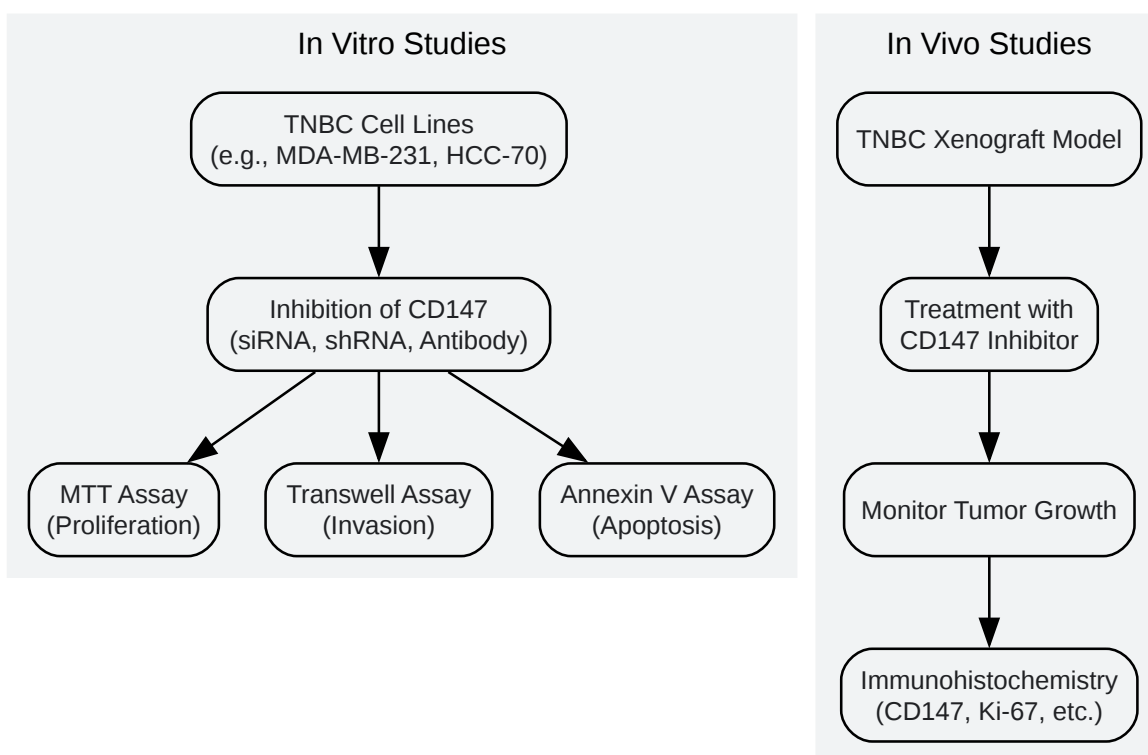 In Vitro Studies
TNBC Cell Lines
(e.g., MDA-MB-231, HCC-70)
Inhibition of CD147
(siRNA, shRNA, Antibody)
MTT Assay
(Proliferation)
Transwell Assay
(Invasion)
Annexin V Assay
(Apoptosis)
In Vivo Studies
TNBC Xenograft Model
Treatment with
CD147 Inhibitor
Monitor Tumor Growth
Immunohistochemistry
(CD147, Ki-67, etc.)